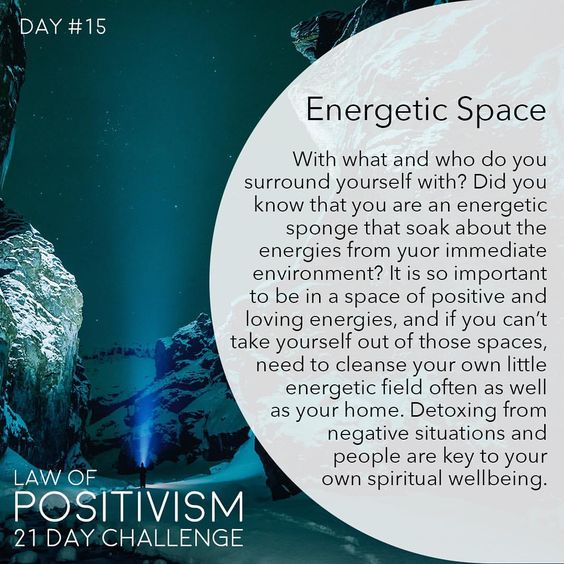 DAY #15
Energetic Space
With what and who do you
surround yourself with? Did you
know that you are an energetic
sponge that soak about the
energies from yuor immediate
environment? It is so important
to be in a space of positive and
loving energies, and if you can’t
take yourself out of those spaces,
need to cleanse your own little
energetic field often as well
as your home. Detoxing from
negative situations and
people are key to your
own spiritual wellbeing.
LAW OF
POSITIVISM
21 DAY CHALLENGE